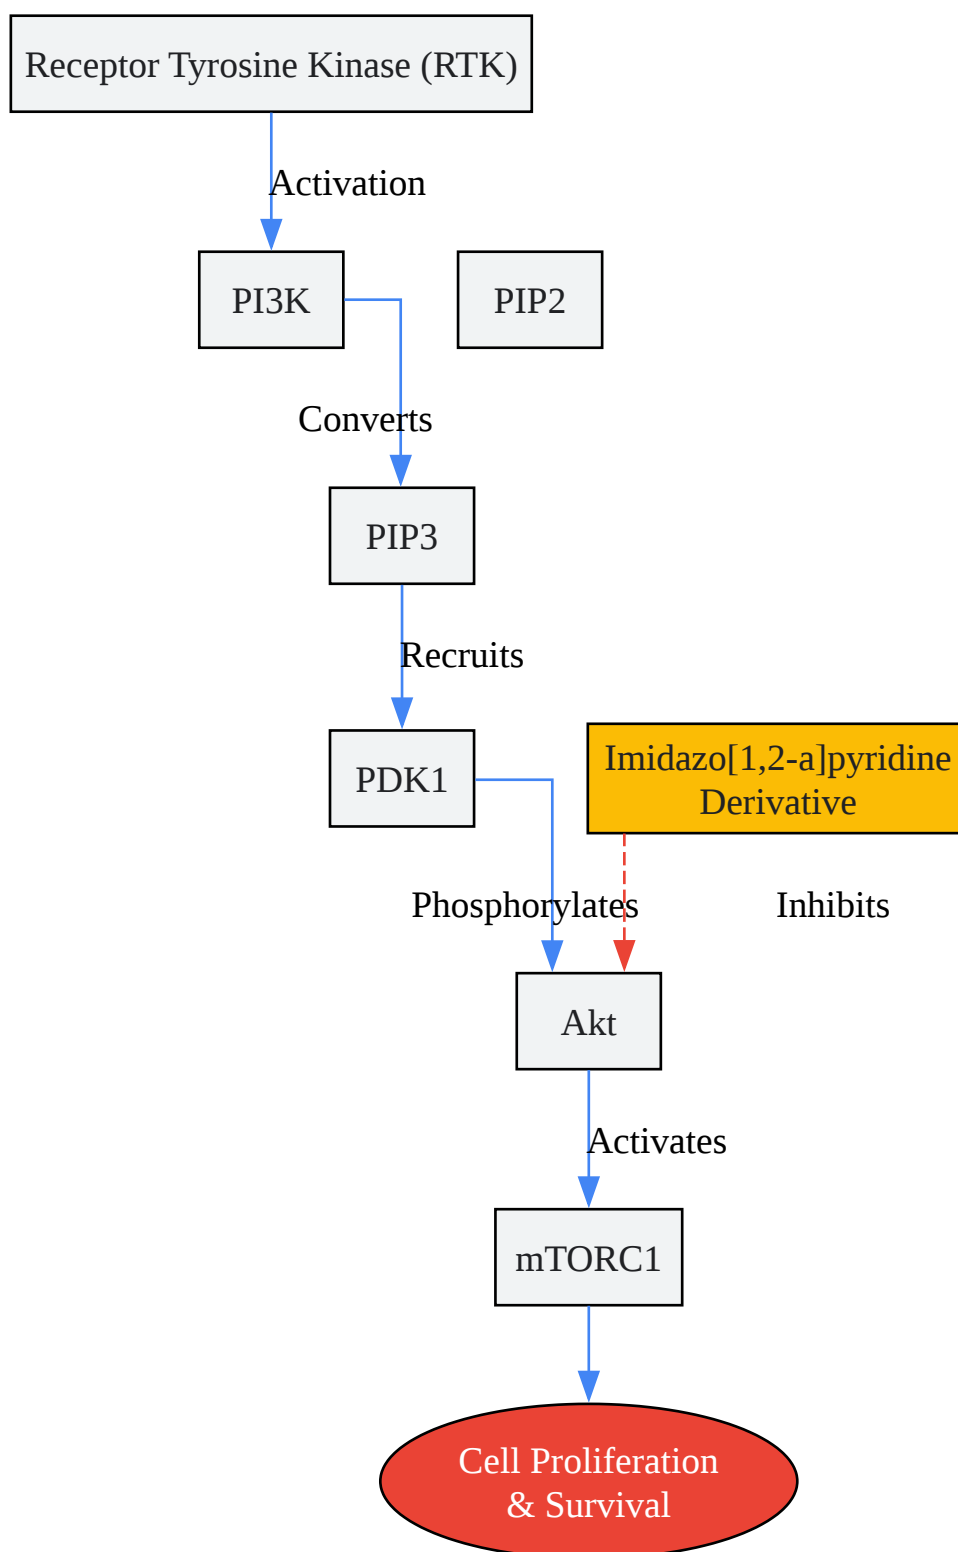 Receptor Tyrosine Kinase (RTK)
Activation
PI3K
PIP2
Converts
PIP3
Recruits
PDK1
Imidazo[1,2-a]pyridine
Derivative
Phosphorylates
Inhibits
Akt
Activates
mTORC1
Cell Proliferation
& Survival